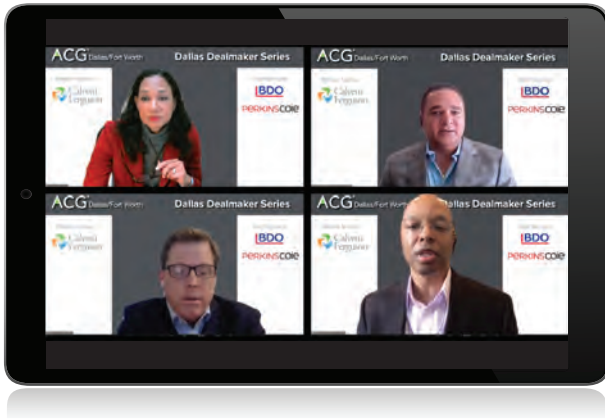 ACG Dallas/Fort Worth Dallas Dealmaker Series
Calvetti
Ferguson
BDO
PERKINSCOIE
ACG Dallas/Fort Worth Dallas Dealmaker Series
Calvetti
Ferguson
BDO
PERKINSCOIE
ACG Dallas/Fort Worth Dallas Dealmaker Series
Calvetti
Ferguson
BDO
PERKINSCOIE
ACG Dallas/Fort Worth Dallas Dealmaker Series
Calvetti
Ferguson
BDO
PERKINSCOIE